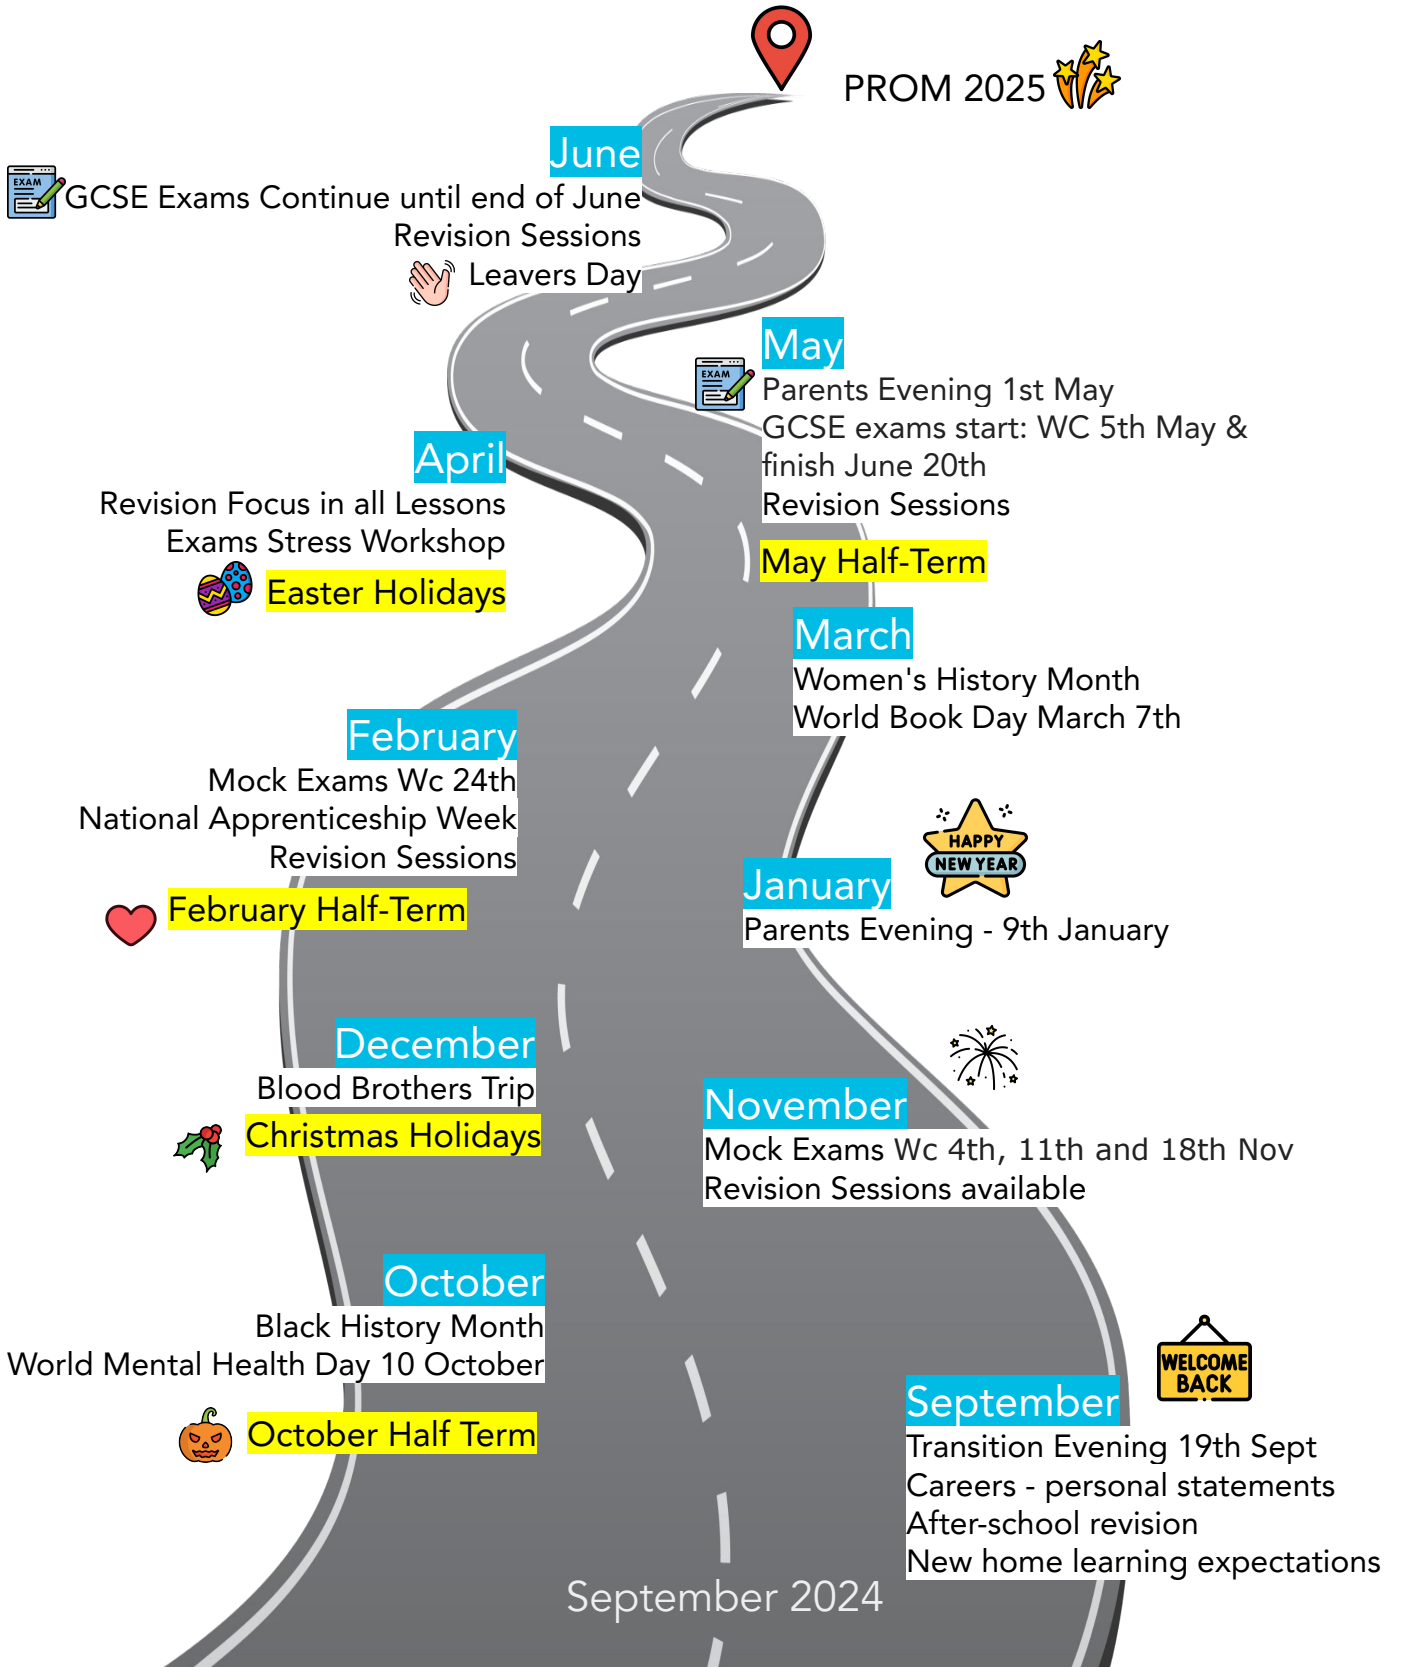 PROM 2025
June
EXAM
GCSE Exams Continue until end of June
Revision Sessions
Leavers Day
May
EXAM
Parents Evening 1st May
GCSE exams start: WC 5th May &
finish June 20th
Revision Sessions
May Half-Term
April
Revision Focus in all Lessons
Exams Stress Workshop
Easter Holidays
March
Women's History Month
World Book Day March 7th
February
Mock Exams Wc 24th
National Apprenticeship Week
Revision Sessions
February Half-Term
HAPPY
NEW YEAR
January
Parents Evening - 9th January
December
Blood Brothers Trip
Christmas Holidays
November
Mock Exams Wc 4th, 11th and 18th Nov
Revision Sessions available
October
Black History Month
World Mental Health Day 10 October
October Half Term
WELCOME
BACK
September
Transition Evening 19th Sept
Careers - personal statements
After-school revision
New home learning expectations
September 2024